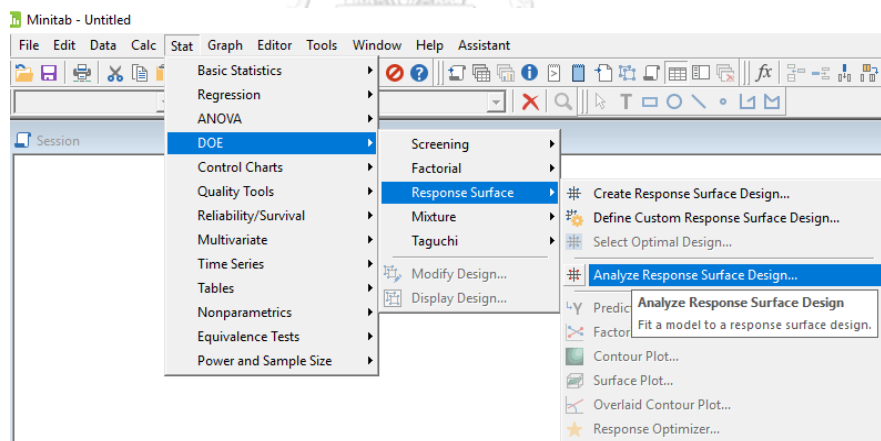 Minitab - Untitled
File Edit Data Calc Stat Graph Editor Tools Window Help Assistant
fx
T
Session
Basic Statistics
Regression
ANOVA
DOE
Control Charts
Quality Tools
Reliability/Survival
Multivariate
Time Series
Tables
Nonparametrics
Equivalence Tests
Power and Sample Size
Screening
Factorial
Response Surface
Mixture
Taguchi
Modify Design...
Display Design...
Create Response Surface Design...
Define Custom Response Surface Design...
Select Optimal Design...
Analyze Response Surface Design...
Predic
Factor
Analyze Response Surface Design
Fit a model to a response surface design.
Contour Plot...
Surface Plot...
Overlaid Contour Plot...
Response Optimizer...